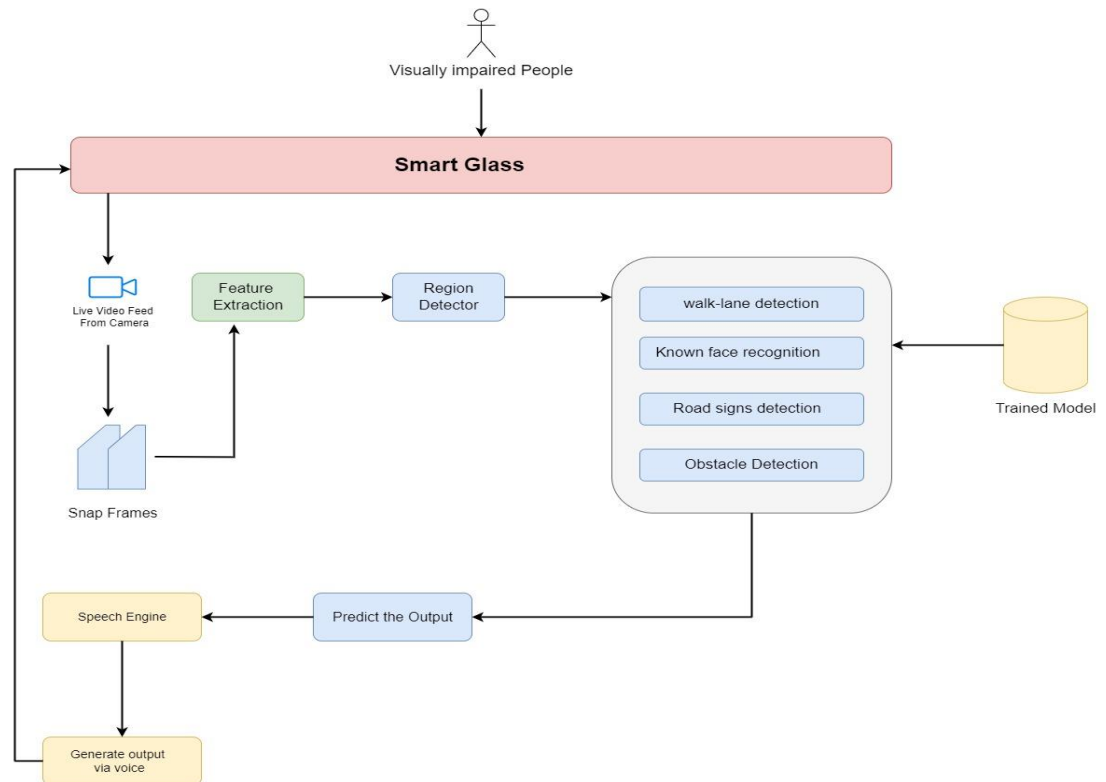 Visually impaired People
Smart Glass
Live Video Feed
From Camera
Snap Frames
Feature
Extraction
Region
Detector
walk-lane detection
Known face recognition
Road signs detection
Obstacle Detection
Trained Model
Predict the Output
Speech Engine
Generate output
via voice